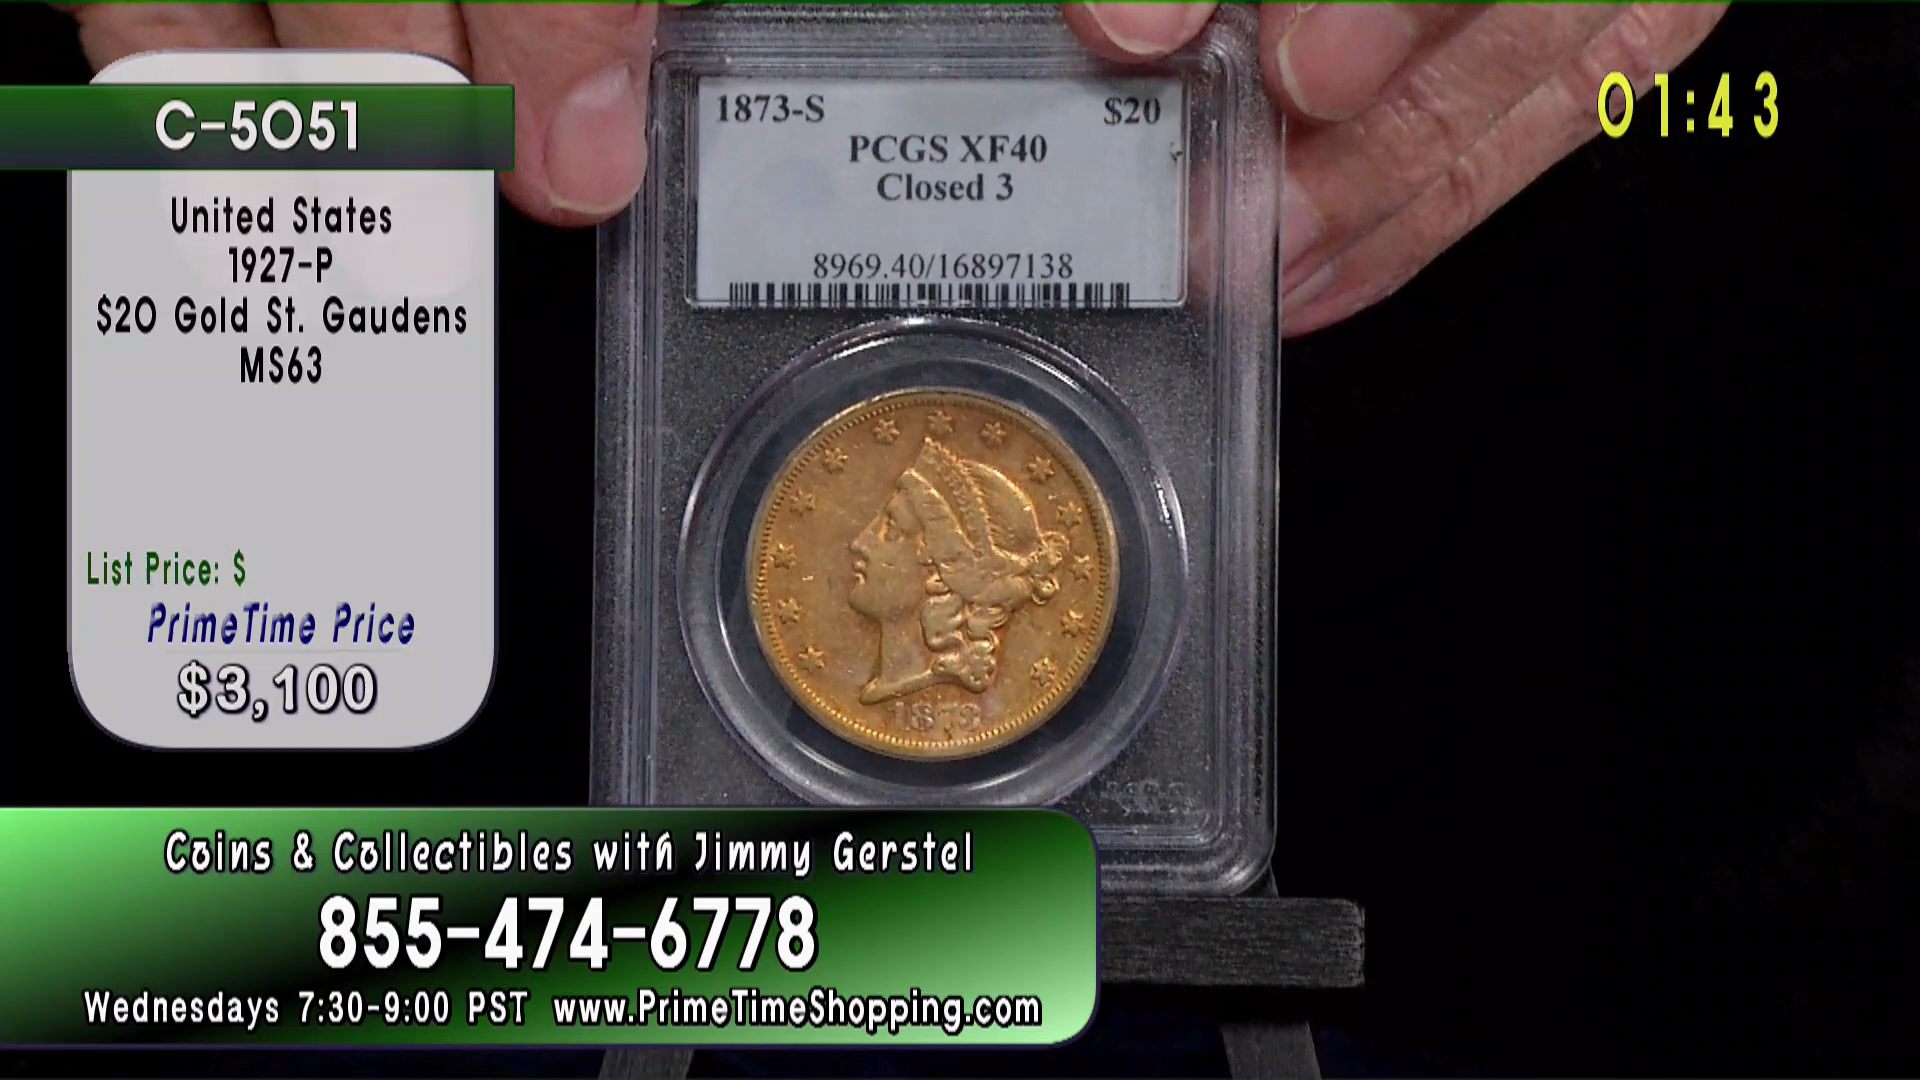 C-5051
United States
1927-P
$20 Gold St. Gaudens
MS63
List Price: $
PrimeTime Price
$3,100
01:43
1873-S $20
PCGS XF40
Closed 3
8969.40/16897138
1873
Coins & Collectibles with Jimmy Gerstel
855-474-6778
Wednesdays 7:30-9:00 PST www.PrimeTimeShopping.com